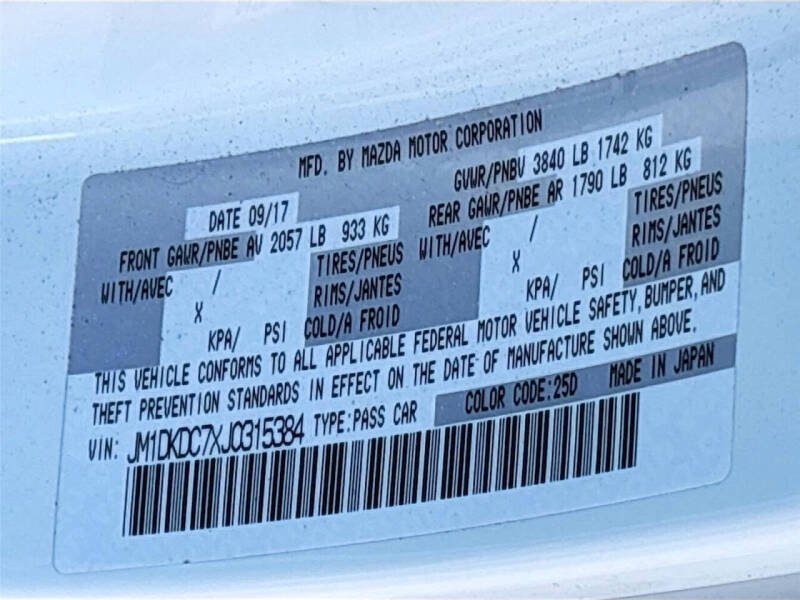 MFD. BY MAZDA MOTOR CORPORATION
DATE 09/17 GVWR/PNBV 3840 LB 1742 KG
FRONT GAWR/PNBE AV 2057 LB 933 KG REAR GAWR/PNBE AR 1790 LB 812 KG
WITH/AVEC / TIRES/PNEUS WITH/AVEC / TIRES/PNEUS
X RIMS/JANTES X RIMS/JANTES
KPA/ PSI COLD/A FROID KPA/ PSI COLD/A FROID
THIS VEHICLE CONFORMS TO ALL APPLICABLE FEDERAL MOTOR VEHICLE SAFETY, BUMPER, AND
THEFT PREVENTION STANDARDS IN EFFECT ON THE DATE OF MANUFACTURE SHOWN ABOVE.
VIN: JM1DKDC7XJ0315384 TYPE:PASS CAR COLOR CODE:25D MADE IN JAPAN